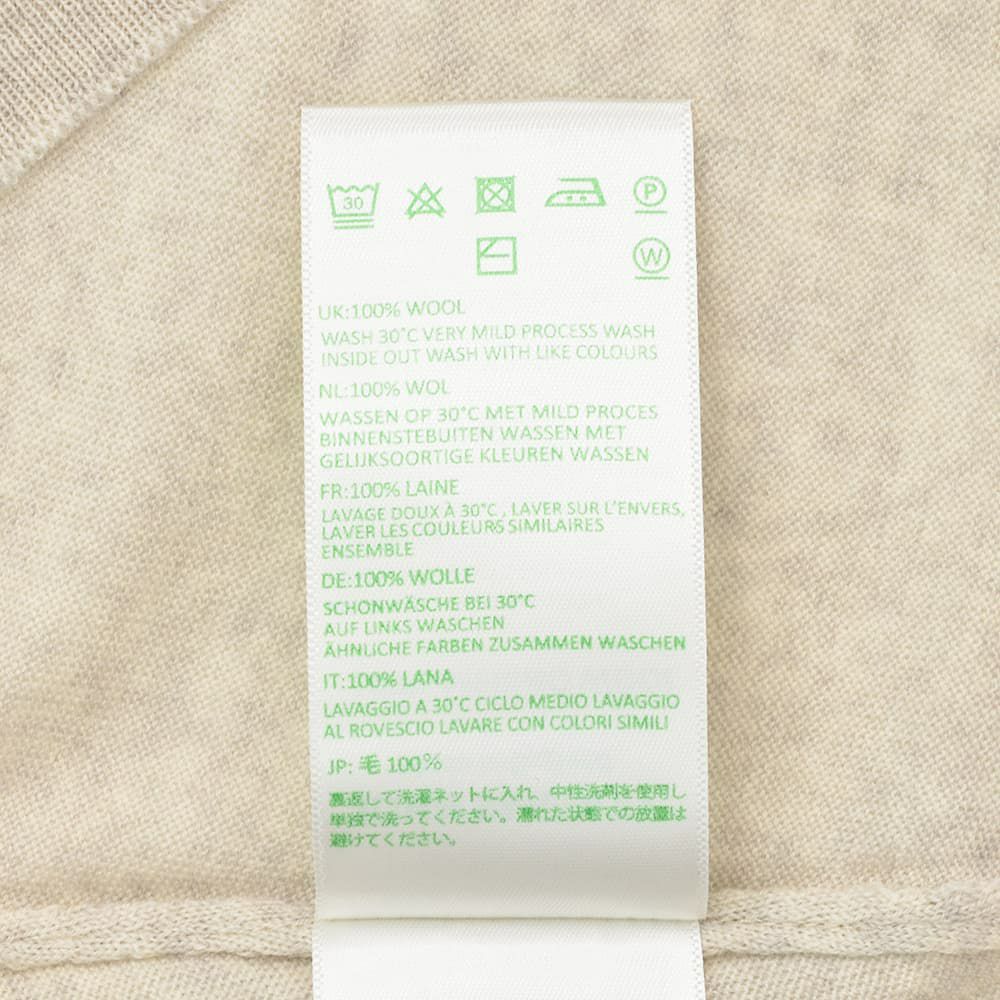 30 P
W
UK:100% WOOL
WASH 30°C VERY MILD PROCESS WASH
INSIDE OUT WASH WITH LIKE COLOURS
NL:100% WOL
WASSEN OP 30°C MET MILD PROCES
BINNENSTEBUITEN WASSEN MET
GELIJKSOORTIGE KLEUREN WASSEN
FR:100% LAINE
LAVAGE DOUX À 30°C , LAVER SUR L'ENVERS,
LAVER LES COULEURS SIMILAIRES
ENSEMBLE
DE:100% WOLLE
SCHONWÄSCHE BEI 30°C
AUF LINKS WASCHEN
ÄHNLICHE FARBEN ZUSAMMEN WASCHEN
IT:100% LANA
LAVAGGIO A 30°C CICLO MEDIO LAVAGGIO
AL ROVESCIO LAVARE CON COLORI SIMILI
JP: 毛 100%
裏返して洗濯ネットに入れ、中性洗剤を使用し
単独で洗ってください。濡れた状態での放置は
避けてください。